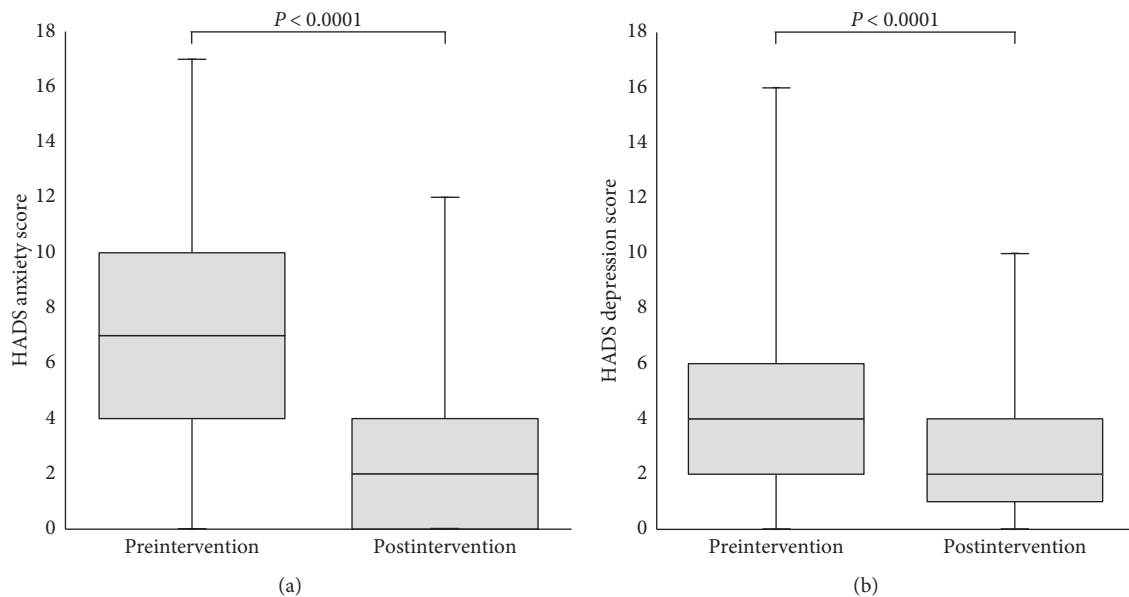 P < 0.0001
18
16
14
12
10
8
6
4
2
0
HADS anxiety score
Preintervention
Postintervention
(a)
P < 0.0001
18
16
14
12
10
8
6
4
2
0
HADS depression score
Preintervention
Postintervention
(b)